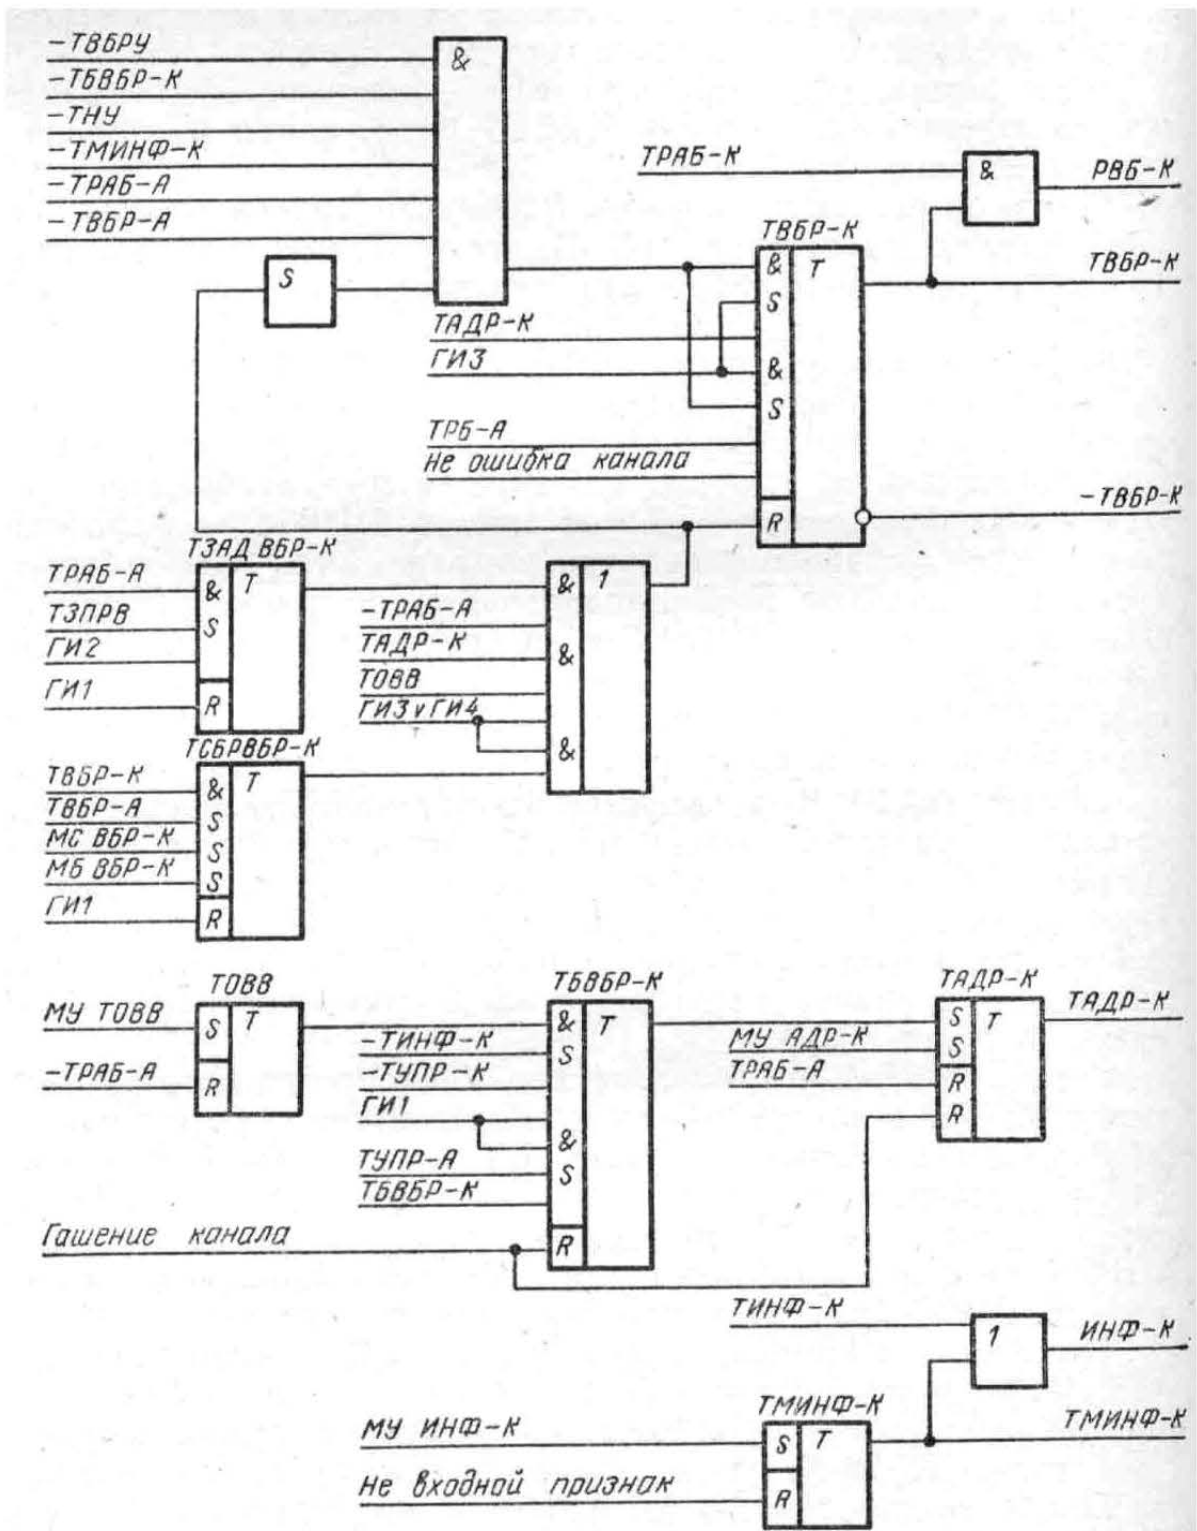 -ТВБРУ
-ТБВБР-К
-ТНУ
-ТМИНФ-К
-ТРАБ-А
-ТВБР-А
&
S
ТРАБ-К
&
РВБ-К
ТВБР-К
&
T
S
ТВБР-К
ТАДР-К
ГИ3
&
S
ТРБ-А
Не ошибка канала
R
-ТВБР-К
ТЗАД ВБР-К
ТРАБ-А
&
T
ТЗПРВ
S
ГИ2
ГИ1
R
&
1
-ТРАБ-А
ТАДР-К
&
ТОВВ
ГИ3 v ГИ4
&
ТСБРВБР-К
ТВБР-К
&
T
ТВБР-А
S
МС ВБР-К
S
МБ ВБР-К
S
ГИ1
R
ТОВВ
МУ ТОВВ
S
T
-ТРАБ-А
R
ТБВБР-К
&
T
-ТИНФ-К
S
-ТУПР-К
ГИ1
&
ТУПР-А
S
ТБВБР-К
Гашение канала
R
ТАДР-К
S
T
ТАДР-К
МУ АДР-К
S
ТРАБ-А
R
R
ТИНФ-К
1
ИНФ-К
ТМИНФ-К
МУ ИНФ-К
S
T
ТМИНФ-К
Не входной признак
R